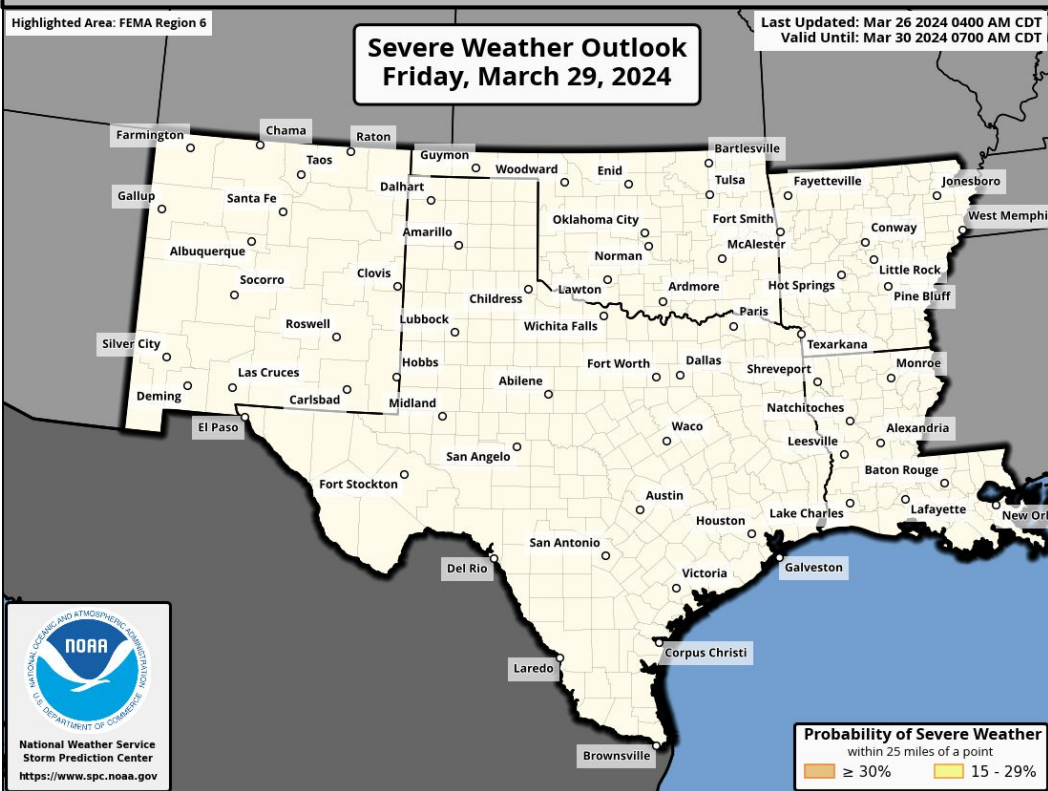 Highlighted Area: FEMA Region 6
Last Updated: Mar 26 2024 0400 AM CDT
Valid Until: Mar 30 2024 0700 AM CDT
Severe Weather Outlook
Friday, March 29, 2024
Farmington
Chama
Raton
Taos
Guymon
Woodward
Enid
Bartlesville
Tulsa
Fayetteville
Jonesboro
Gallup
Santa Fe
Dalhart
Amarillo
Oklahoma City
Fort Smith
West Memphi
Albuquerque
Norman
McAlester
Conway
Socorro
Clovis
Childress
Lawton
Ardmore
Hot Springs
Little Rock
Pine Bluff
Roswell
Lubbock
Wichita Falls
Paris
Texarkana
Silver City
Hobbs
Fort Worth
Dallas
Shreveport
Monroe
Las Cruces
Deming
Carlsbad
Midland
Abilene
Natchitoches
El Paso
Waco
Leesville
Alexandria
San Angelo
Fort Stockton
Baton Rouge
Austin
Houston
Lake Charles
Lafayette
New Orl
San Antonio
Del Rio
Galveston
Victoria
Laredo
Corpus Christi
Brownsville
NATIONAL OCEANIC AND ATMOSPHERIC ADMINISTRATION
NOAA
U.S. DEPARTMENT OF COMMERCE
National Weather Service
Storm Prediction Center
https://www.spc.noaa.gov
Probability of Severe Weather
within 25 miles of a point
≥ 30%
15 - 29%